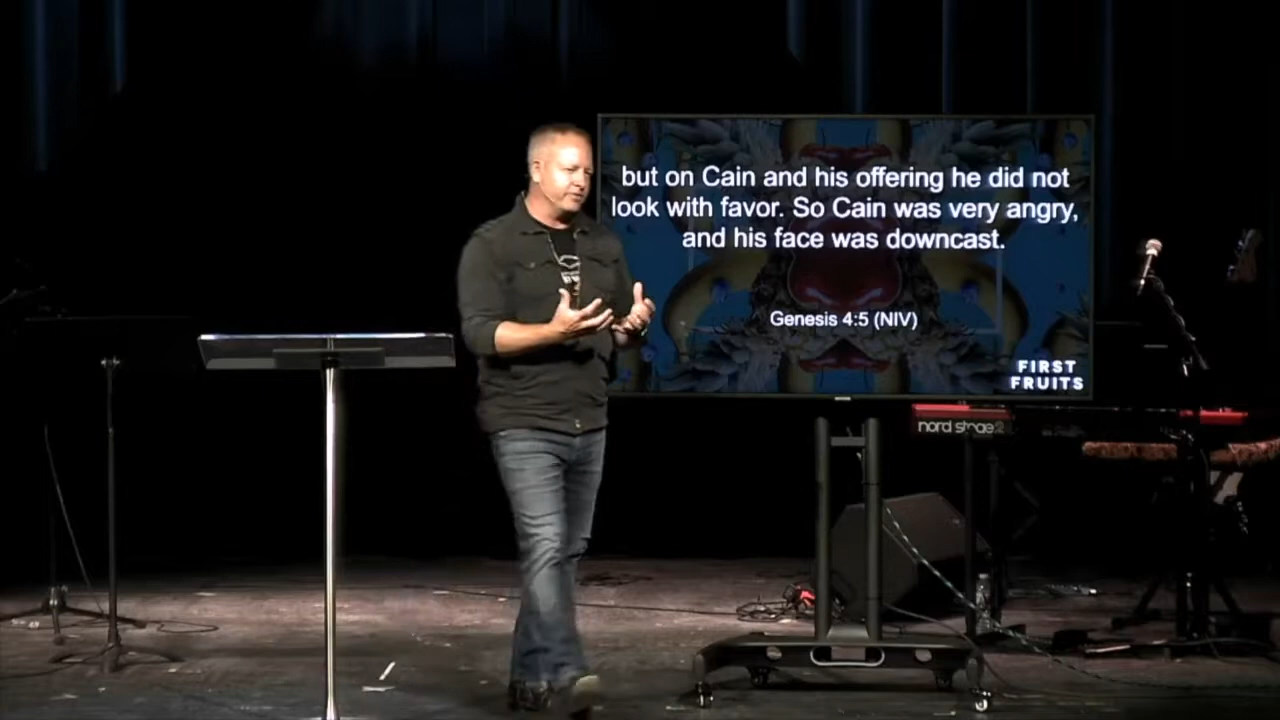 but on Cain and his offering he did not
look with favor. So Cain was very angry,
and his face was downcast.
Genesis 4:5 (NIV)
FIRST
FRUITS
nord stage 2